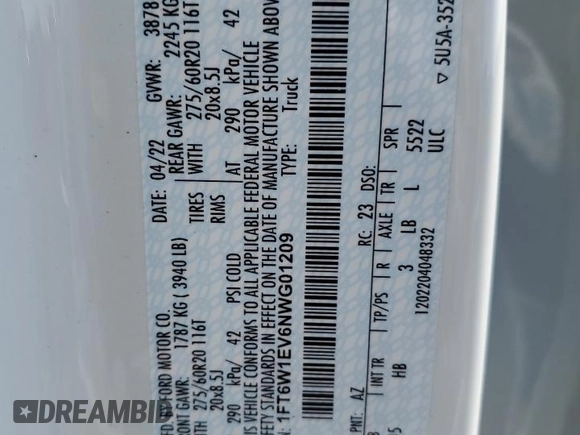 FORD MOTOR CO.
DATE: 04/22 GVWR: 3878
FRONT GAWR: 1787 KG ( 3940 LB) REAR GAWR: 2245 KG
WITH 275/60R20 116T TIRES WITH 275/60R20 116T
20x8.5J RIMS 20x8.5J
290 kPa/ 42 PSI COLD AT 290 kPa/ 42
VEHICLE CONFORMS TO ALL APPLICABLE FEDERAL MOTOR VEHICLE
SAFETY STANDARDS IN EFFECT ON THE DATE OF MANUFACTURE SHOWN ABOVE
1FT6W1EV6NWG01209 TYPE: Truck
PNT: AZ RC: 23 DSO:
INT TR TP/PS R AXLE TR SPR
HB 3 LB L 5522
ULC
1202204048332
▽ 5U5A-352
DREAMBID